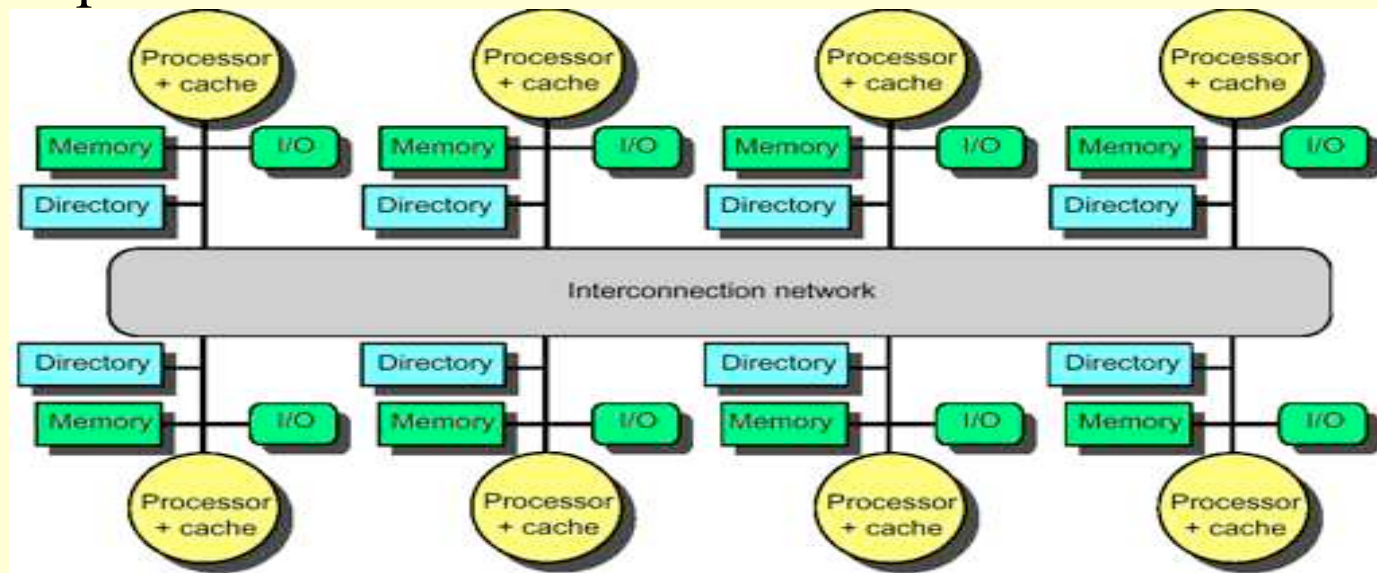 Processor
+ cache
Processor
+ cache
Processor
+ cache
Processor
+ cache
Memory
I/O
Memory
I/O
Memory
I/O
Memory
I/O
Directory
Directory
Directory
Directory
Interconnection network
Directory
Directory
Directory
Directory
Memory
I/O
Memory
I/O
Memory
I/O
Memory
I/O
Processor
+ cache
Processor
+ cache
Processor
+ cache
Processor
+ cache